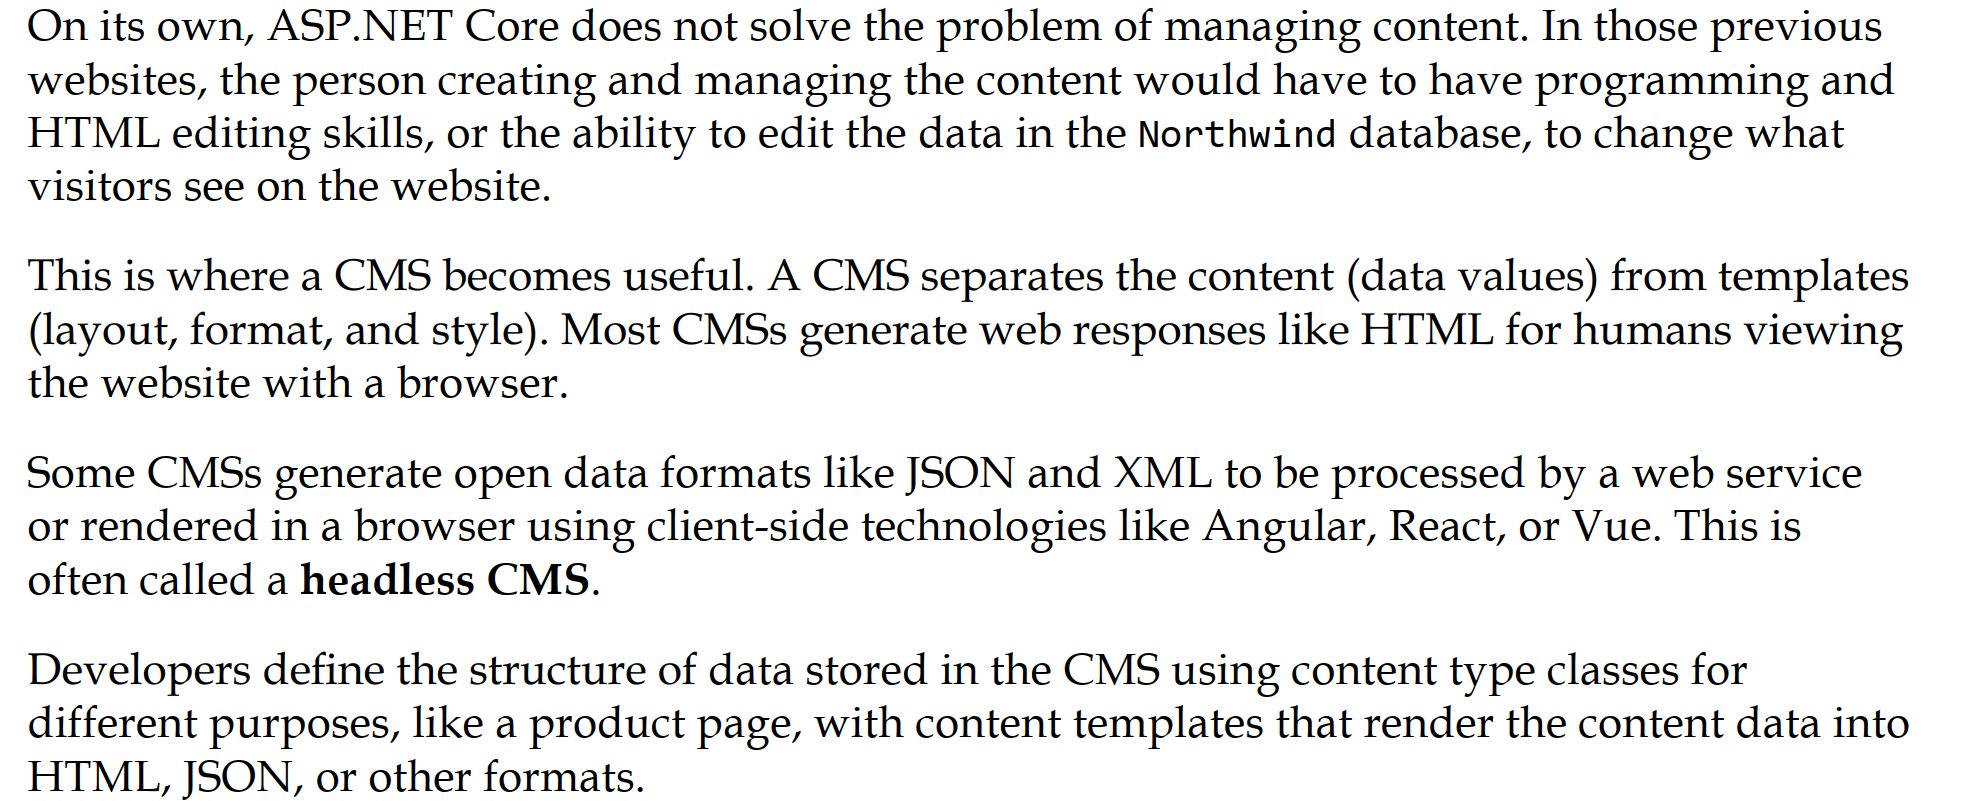 On its own, ASP.NET Core does not solve the problem of managing content. In those previous
websites, the person creating and managing the content would have to have programming and
HTML editing skills, or the ability to edit the data in the Northwind database, to change what
visitors see on the website.
This is where a CMS becomes useful. A CMS separates the content (data values) from templates
(layout, format, and style). Most CMSs generate web responses like HTML for humans viewing
the website with a browser.
Some CMSs generate open data formats like JSON and XML to be processed by a web service
or rendered in a browser using client-side technologies like Angular, React, or Vue. This is
often called a headless CMS.
Developers define the structure of data stored in the CMS using content type classes for
different purposes, like a product page, with content templates that render the content data into
HTML, JSON, or other formats.